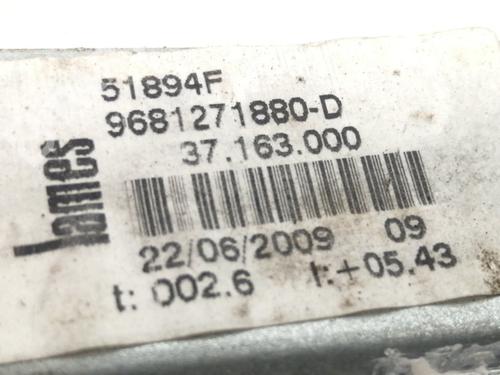 51894F
9681271880-D
37.163.000
lames
22/06/2009 09
t: 002.6 t:+05.43